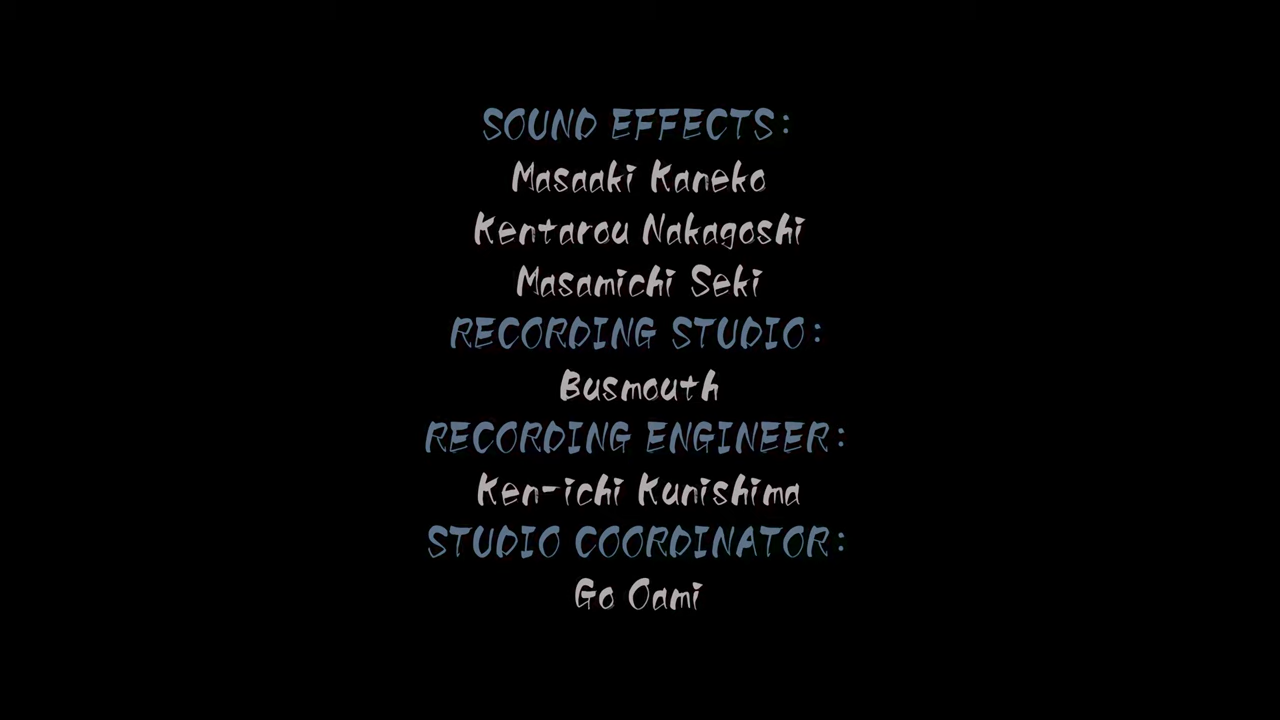 SOUND EFFECTS:
Masaaki Kaneko
Kentarou Nakagoshi
Masamichi Seki
RECORDING STUDIO:
Busmouth
RECORDING ENGINEER:
Ken-ichi Kunishima
STUDIO COORDINATOR:
Go Oami